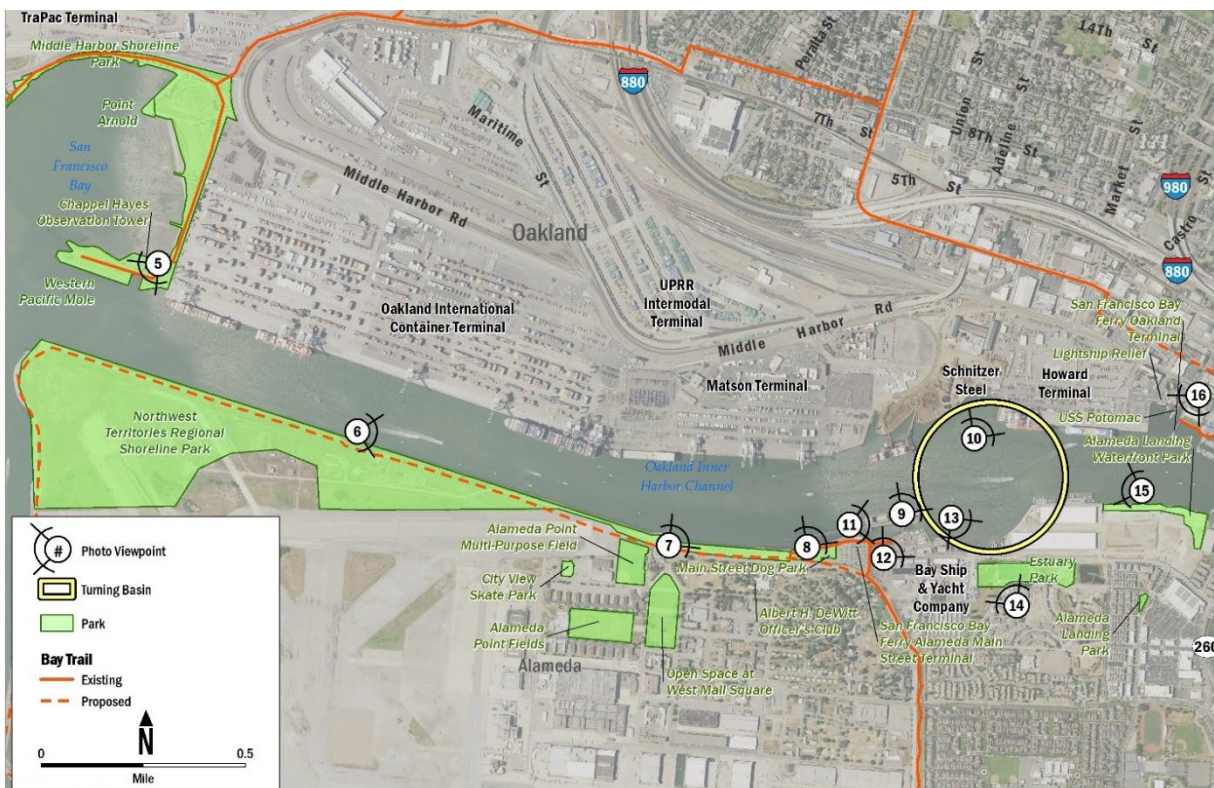 TraPac Terminal
Middle Harbor Shoreline
Park
Point
Arnold
San
Francisco
Bay
Chappel Hayes
Observation Tower
5
Western
Pacific Mole
Maritime
St
Middle Harbor Rd
Oakland
880
Peralta St
14Th
St
Union
St
Adeline
St
7Th
St
8Th
St
5Th
St
Market
St
980
Castro
St
880
Oakland International
Container Terminal
UPRR
Intermodal
Terminal
Middle Harbor Rd
Matson Terminal
Schnitzer
Steel
Howard
Terminal
San Francisco Bay
Ferry Oakland
Terminal
Lightship Relief
USS Potomac
16
Alameda Landing
Waterfront Park
Northwest
Territories Regional
Shoreline Park
6
10
Oakland Inner
Harbor Channel
15
9
13
11
12
7
8
Alameda Point
Multi-Purpose Field
City View
Skate Park
Main Street Dog Park
Bay Ship
& Yacht
Company
Estuary
Park
14
Alameda
Point Fields
Alameda
Albert H. DeWitt
Officer's Club
San Francisco Bay
Ferry Alameda Main
Street Terminal
Alameda
Landing
Park
260
Open Space at
West Mall Square
# Photo Viewpoint
Turning Basin
Park
Bay Trail
Existing
Proposed
N
0 0.5
Mile